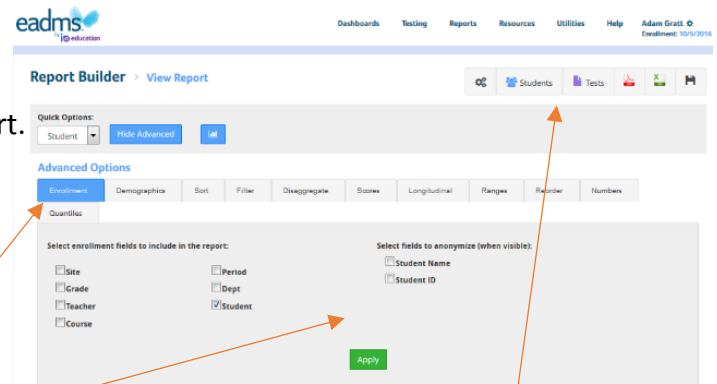 eadms
by io education
Dashboards Testing Reports Resources Utilities Help Adam Gratt
Enrollment: 10/5/2016
Report Builder > View Report
Students Tests
rt.
Quick Options:
Student Hide Advanced
Advanced Options
Enrollment Demographics Sort Filter Disaggregate Scores Longitudinal Ranges Reorder Numbers
Quantiles
Select enrollment fields to include in the report: Select fields to anonymize (when visible):
Site Period Student Name
Grade Dept Student ID
Teacher Student
Course
Apply